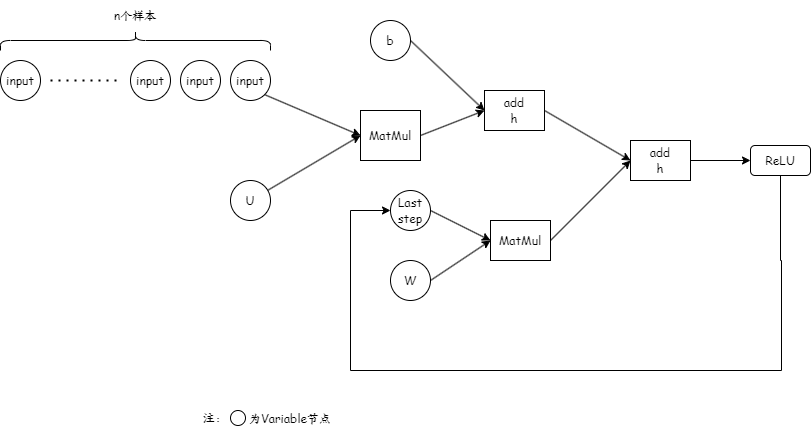 n个样本
input
·········
input
input
input
b
add
h
MatMul
add
h
ReLU
U
Last
step
MatMul
W
注：
为Variable节点